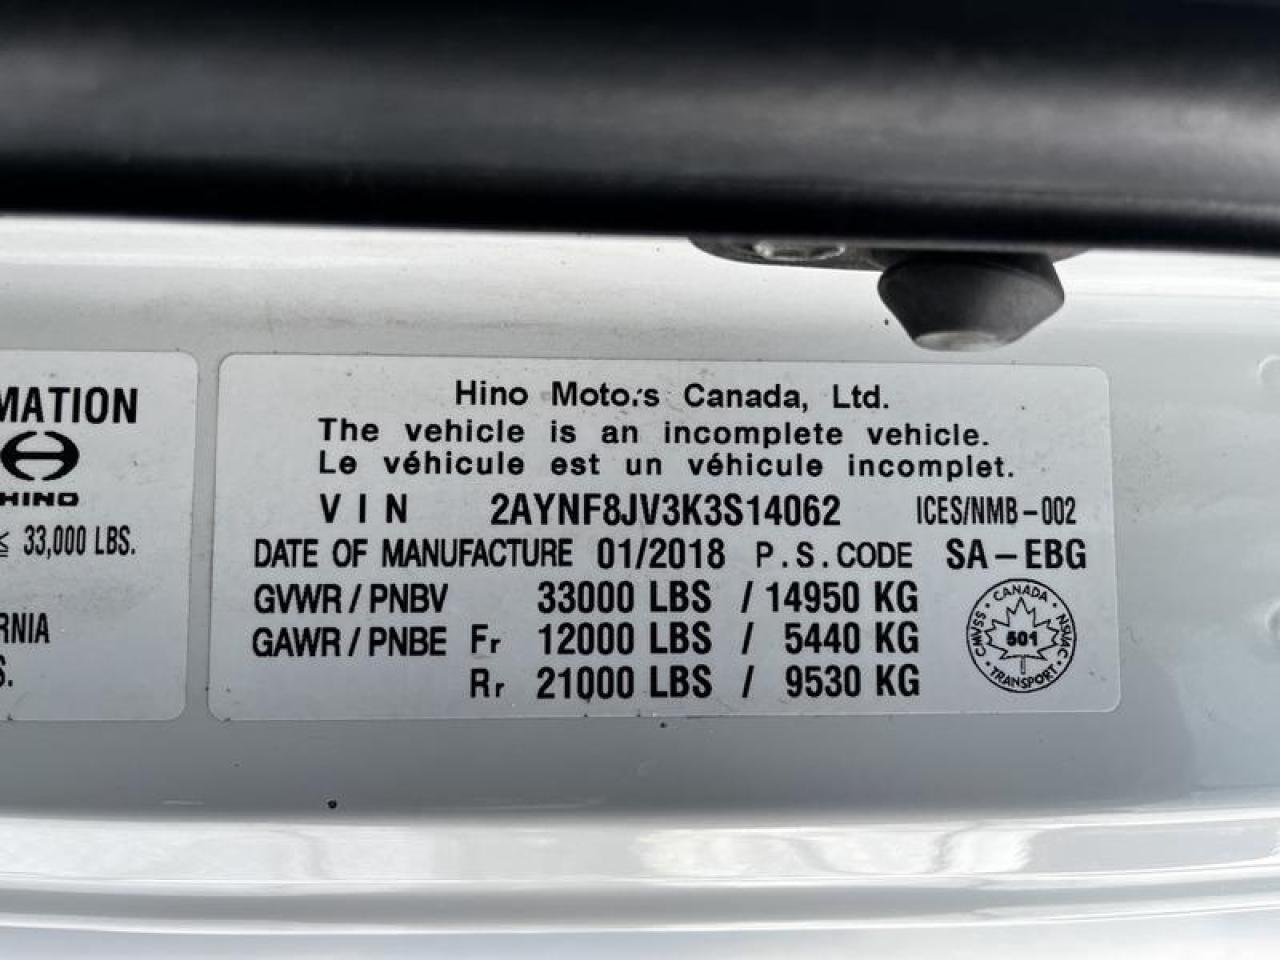 MATION
HINO
≤ 33,000 LBS.
RNIA
S.
Hino Motors Canada, Ltd.
The vehicle is an incomplete vehicle.
Le véhicule est un véhicule incomplet.
VIN 2AYNF8JV3K3S14062 ICES/NMB-002
DATE OF MANUFACTURE 01/2018 P.S.CODE SA-EBG
GVWR/PNBV 33000 LBS / 14950 KG
GAWR/PNBE Fr 12000 LBS / 5440 KG
Rr 21000 LBS / 9530 KG
CANADA
501
TRANSPORT
CMVSS
NSVAC